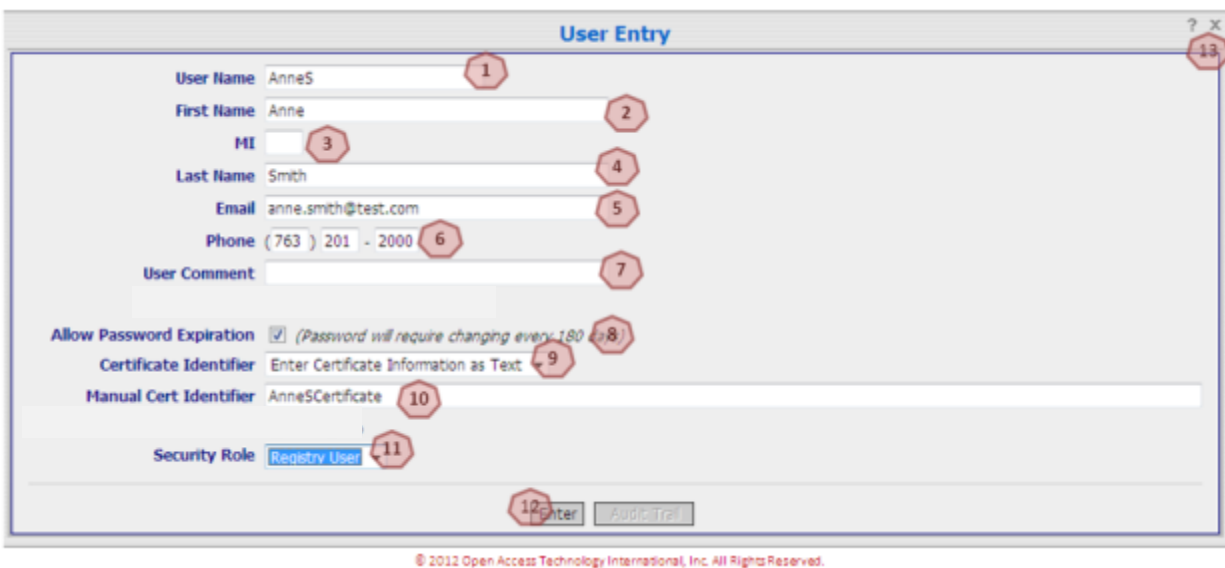 User Entry
? x
13
User Name AnneS 1
First Name Anne 2
MI 3
Last Name Smith 4
Email anne.smith@test.com 5
Phone (763) 201 - 2000 6
User Comment 7
Allow Password Expiration (Password will require changing every 180 days) 8
Certificate Identifier Enter Certificate Information as Text 9
Manual Cert Identifier AnneSCertificate 10
Security Role Registry User 11
12 Enter Audit Trail
© 2012 Open Access Technology International, Inc. All Rights Reserved.